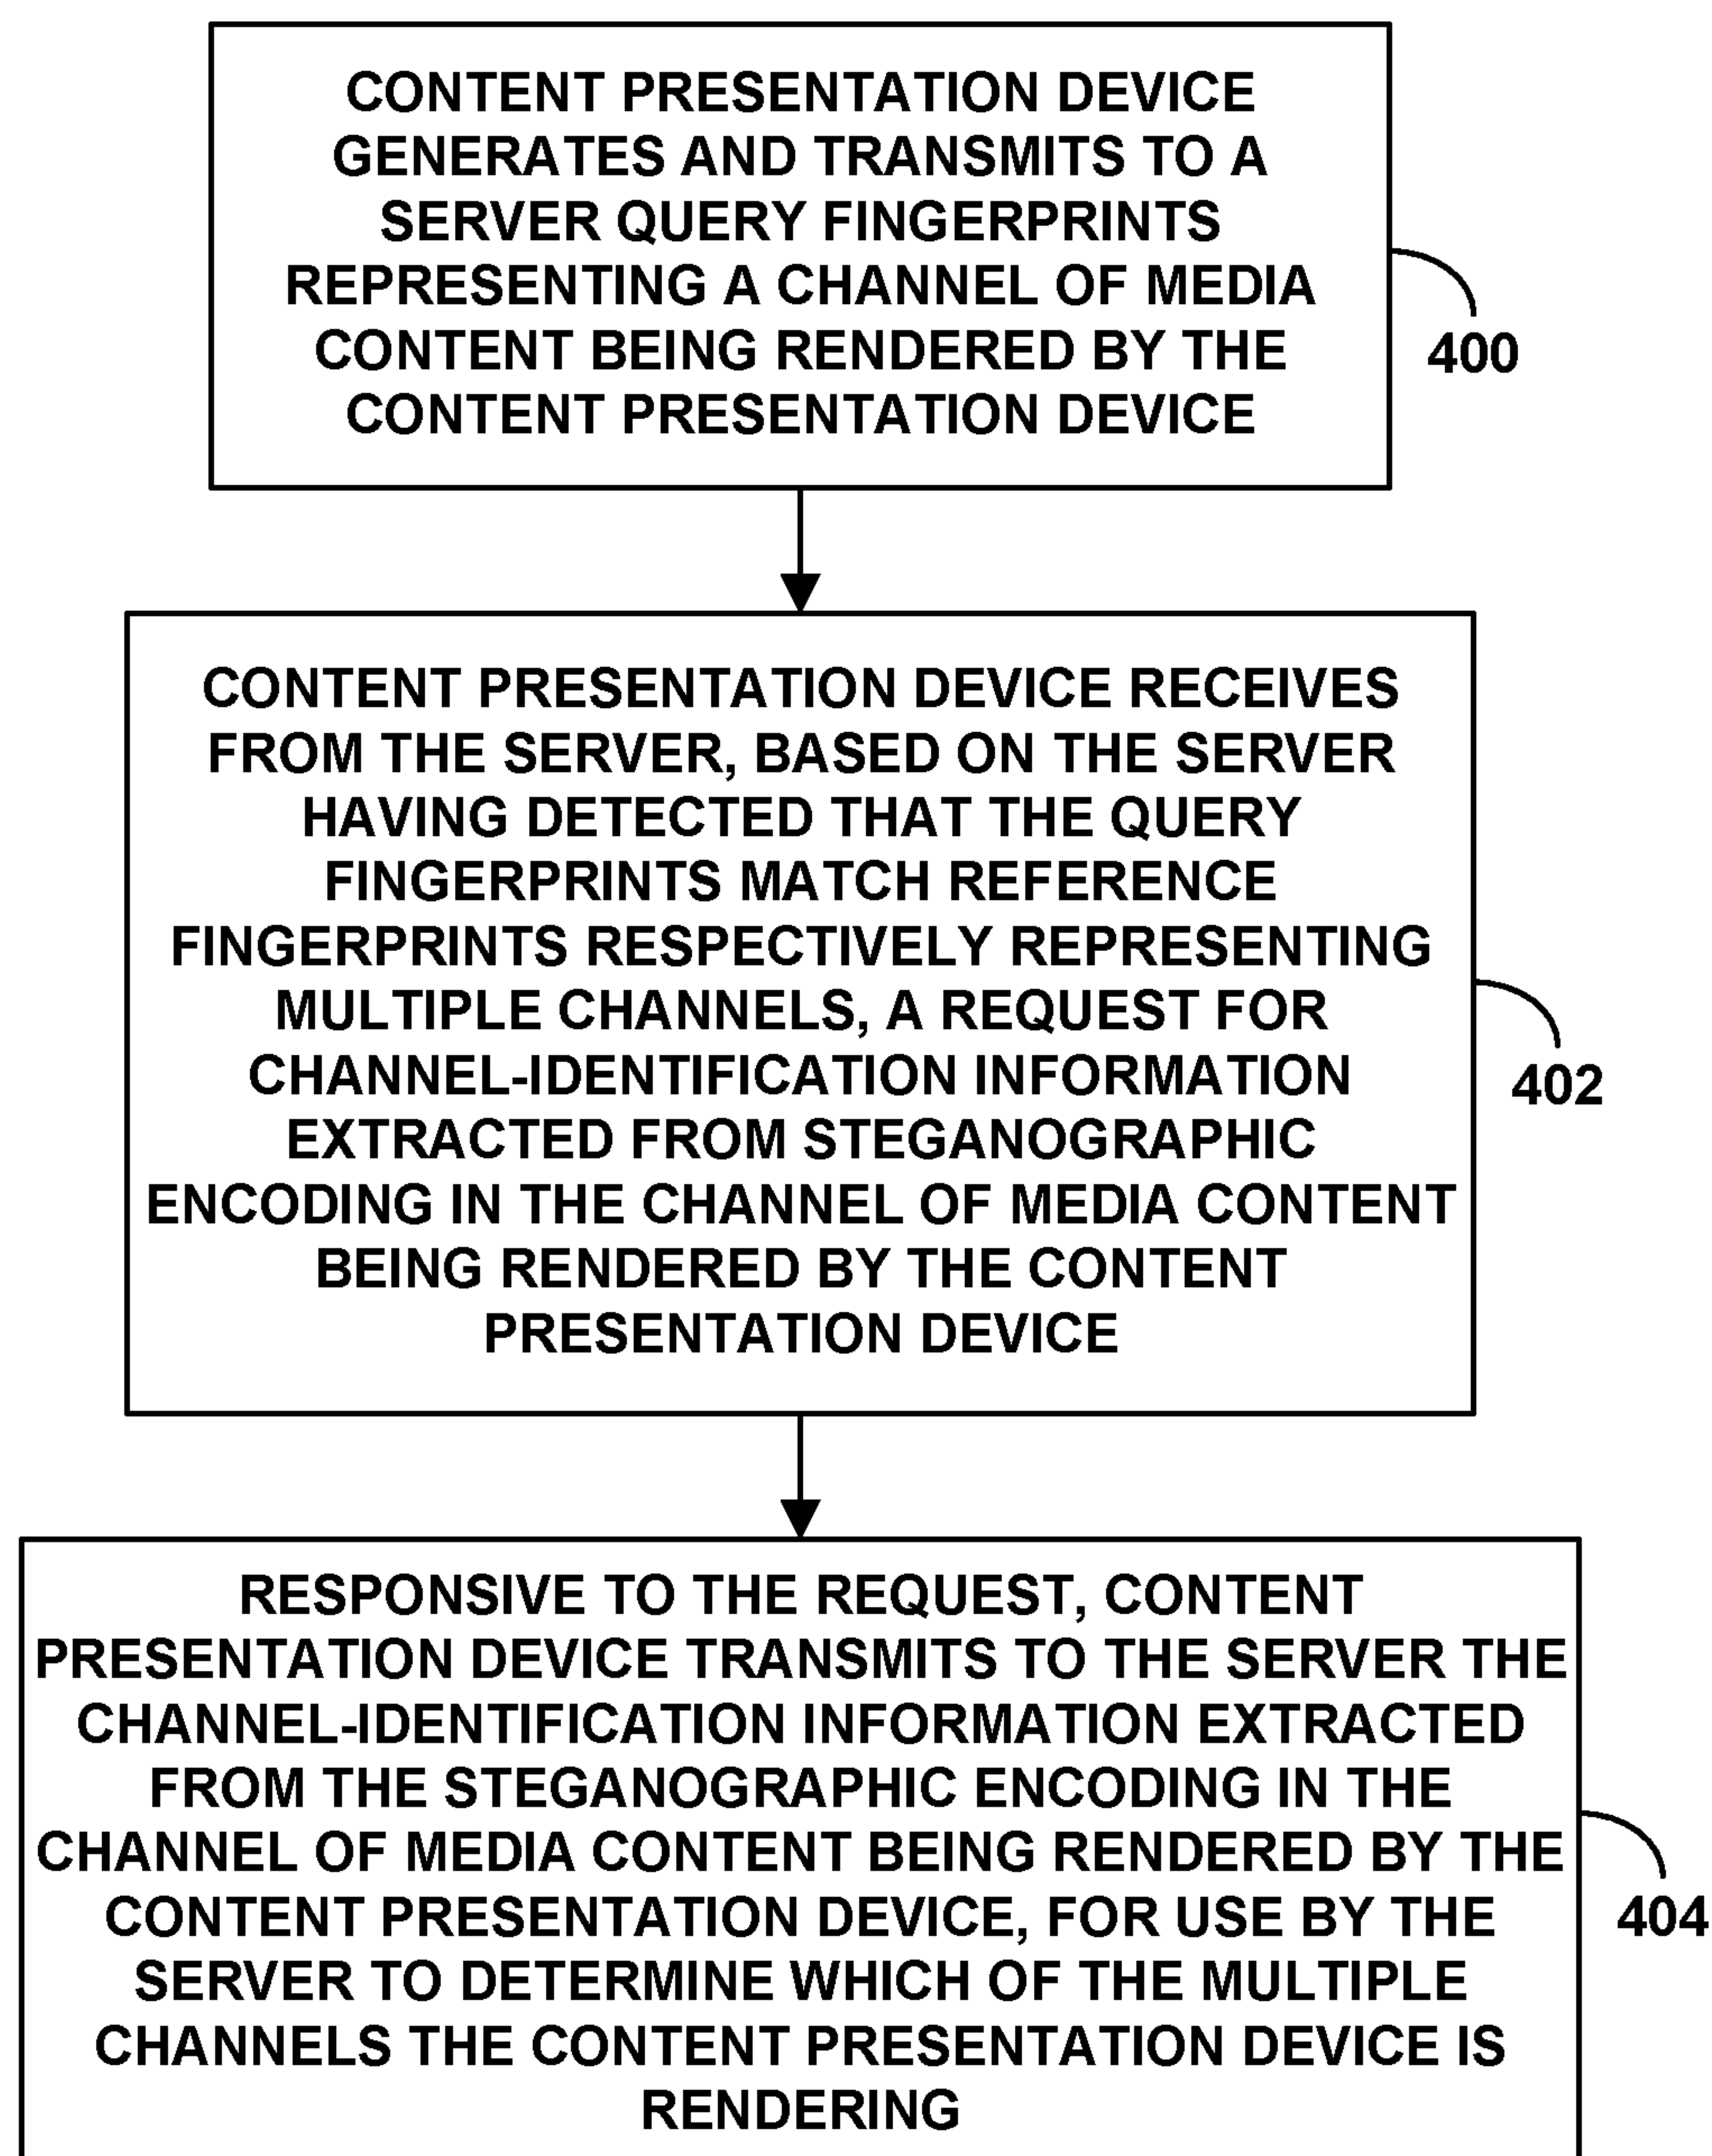 CONTENT PRESENTATION DEVICE
GENERATES AND TRANSMITS TO A
SERVER QUERY FINGERPRINTS
REPRESENTING A CHANNEL OF MEDIA
CONTENT BEING RENDERED BY THE
CONTENT PRESENTATION DEVICE
400
CONTENT PRESENTATION DEVICE RECEIVES
FROM THE SERVER, BASED ON THE SERVER
HAVING DETECTED THAT THE QUERY
FINGERPRINTS MATCH REFERENCE
FINGERPRINTS RESPECTIVELY REPRESENTING
MULTIPLE CHANNELS, A REQUEST FOR
CHANNEL-IDENTIFICATION INFORMATION
EXTRACTED FROM STEGANOGRAPHIC
ENCODING IN THE CHANNEL OF MEDIA CONTENT
BEING RENDERED BY THE CONTENT
PRESENTATION DEVICE
402
RESPONSIVE TO THE REQUEST, CONTENT
PRESENTATION DEVICE TRANSMITS TO THE SERVER THE
CHANNEL-IDENTIFICATION INFORMATION EXTRACTED
FROM THE STEGANOGRAPHIC ENCODING IN THE
CHANNEL OF MEDIA CONTENT BEING RENDERED BY THE
CONTENT PRESENTATION DEVICE, FOR USE BY THE
SERVER TO DETERMINE WHICH OF THE MULTIPLE
CHANNELS THE CONTENT PRESENTATION DEVICE IS
RENDERING
404